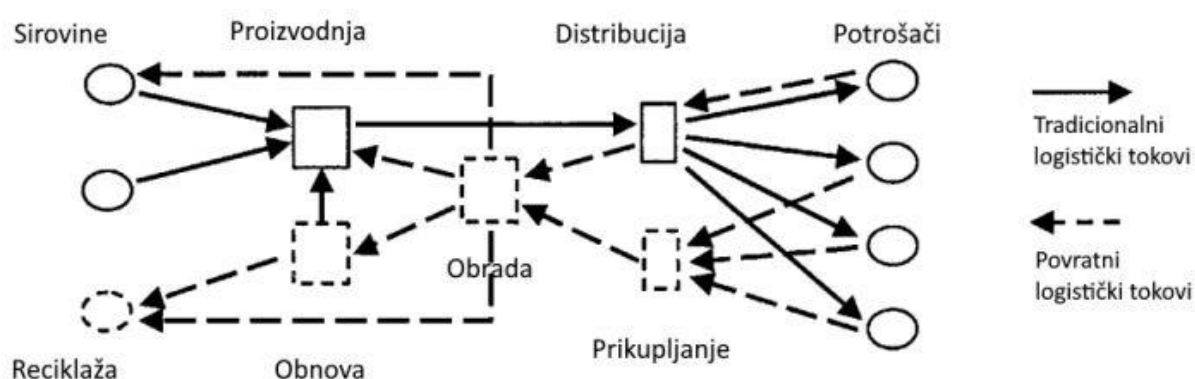 Sirovine
Proizvodnja
Distribucija
Potrošači
Tradicionalni
logistički tokovi
Obrada
Povratni
logistički tokovi
Reciklaža
Obnova
Prikupljanje